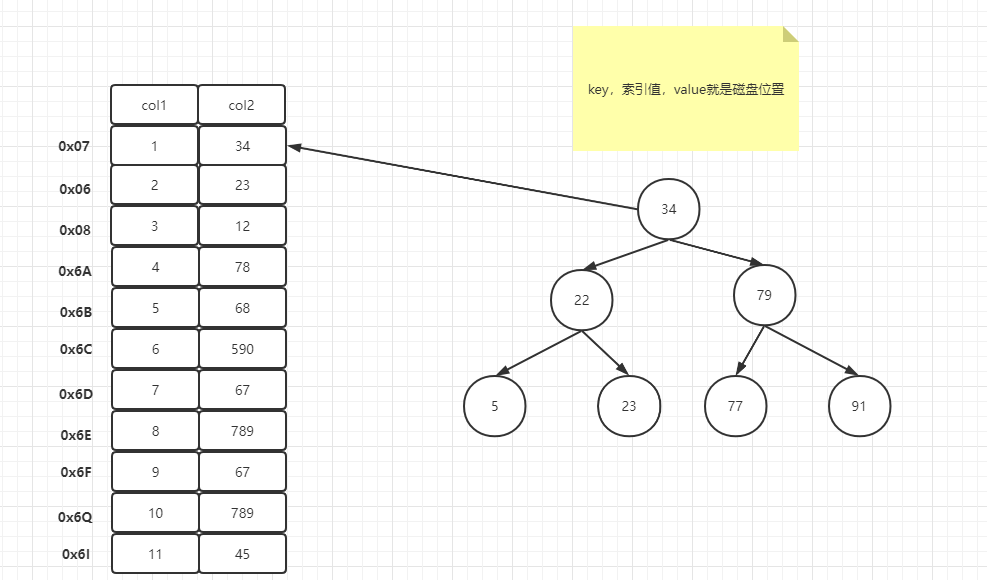 key，索引值，value就是磁盘位置
col1 col2
0x07 1 34
0x06 2 23
0x08 3 12
0x6A 4 78
0x6B 5 68
0x6C 6 590
0x6D 7 67
0x6E 8 789
0x6F 9 67
0x6Q 10 789
0x6I 11 45
34
22 79
5 23 77 91